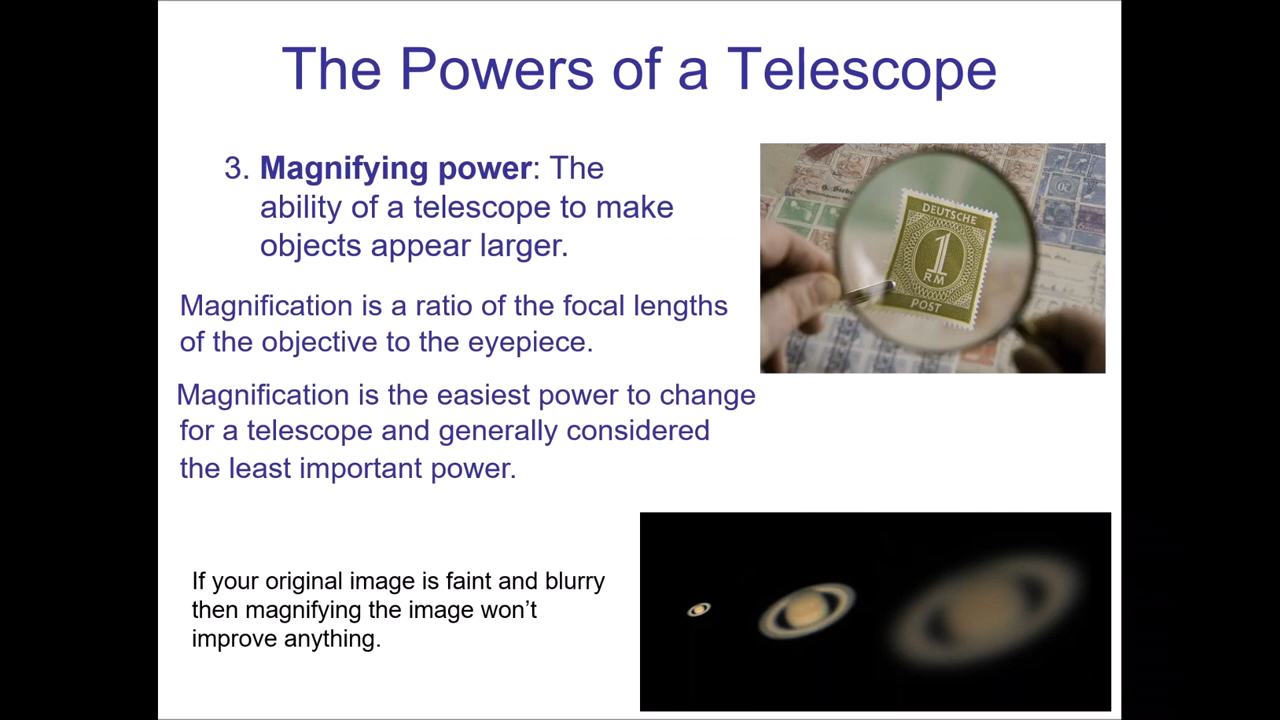 The Powers of a Telescope
3. Magnifying power: The
ability of a telescope to make
objects appear larger.
Magnification is a ratio of the focal lengths
of the objective to the eyepiece.
Magnification is the easiest power to change
for a telescope and generally considered
the least important power.
If your original image is faint and blurry
then magnifying the image won’t
improve anything.
DEUTSCHE
1
RM
POST